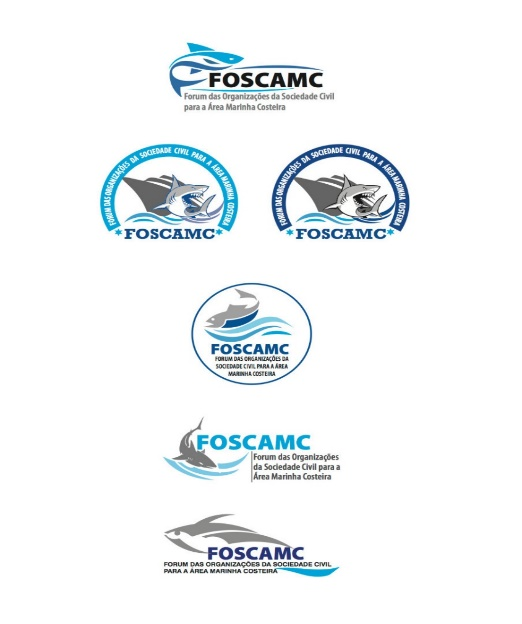 FOSCAMC
Forum das Organizações da Sociedade Civil
para a Área Marinha Costeira
FORUM DAS ORGANIZAÇÕES DA SOCIEDADE CIVIL PARA A ÁREA MARINHA COSTEIRA
FOSCAMC
FORUM DAS ORGANIZAÇÕES DA SOCIEDADE CIVIL PARA A ÁREA MARINHA COSTEIRA
FOSCAMC
FOSCAMC
FORUM DAS ORGANIZAÇÕES DA
SOCIEDADE CIVIL PARA A ÁREA
MARINHA COSTEIRA
FOSCAMC
Forum das Organizações
da Sociedade Civil para a
Área Marinha Costeira
FOSCAMC
FORUM DAS ORGANIZAÇÕES DA SOCIEDADE CIVIL
PARA A ÁREA MARINHA COSTEIRA